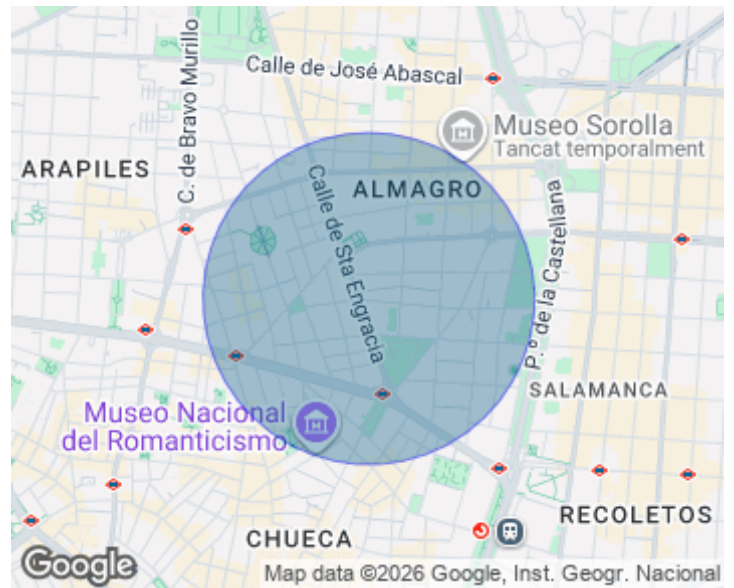 Calle de José Abascal
C. de Bravo Murillo
Museo Sorolla
Tancat temporalment
ARAPILES
ALMAGRO
Calle de Sta Engracia
P.º de la Castellana
SALAMANCA
Museo Nacional
del Romanticismo
RECOLETOS
CHUECA
Google
Map data ©2026 Google, Inst. Geogr. Nacional